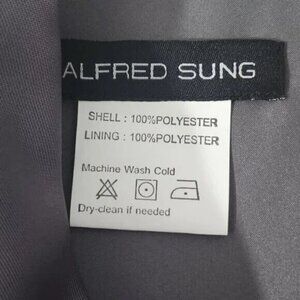 ALFRED SUNG
SHELL : 100%POLYESTER
LINING : 100%POLYESTER
Machine Wash Cold
Dry-clean if needed